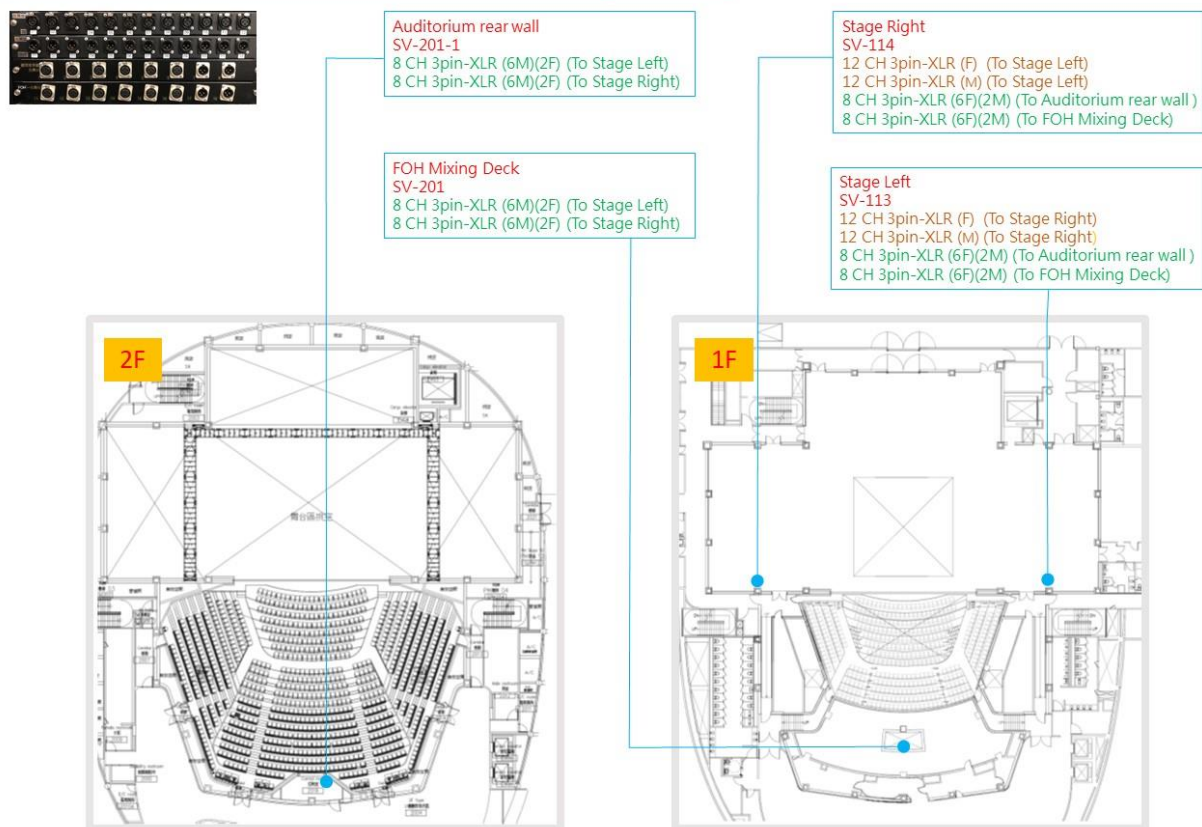 Auditorium rear wall
SV-201-1
8 CH 3pin-XLR (6M)(2F) (To Stage Left)
8 CH 3pin-XLR (6M)(2F) (To Stage Right)
Stage Right
SV-114
12 CH 3pin-XLR (F) (To Stage Left)
12 CH 3pin-XLR (M) (To Stage Left)
8 CH 3pin-XLR (6F)(2M) (To Auditorium rear wall )
8 CH 3pin-XLR (6F)(2M) (To FOH Mixing Deck)
FOH Mixing Deck
SV-201
8 CH 3pin-XLR (6M)(2F) (To Stage Left)
8 CH 3pin-XLR (6M)(2F) (To Stage Right)
Stage Left
SV-113
12 CH 3pin-XLR (F) (To Stage Right)
12 CH 3pin-XLR (M) (To Stage Right)
8 CH 3pin-XLR (6F)(2M) (To Auditorium rear wall )
8 CH 3pin-XLR (6F)(2M) (To FOH Mixing Deck)
2F
1F